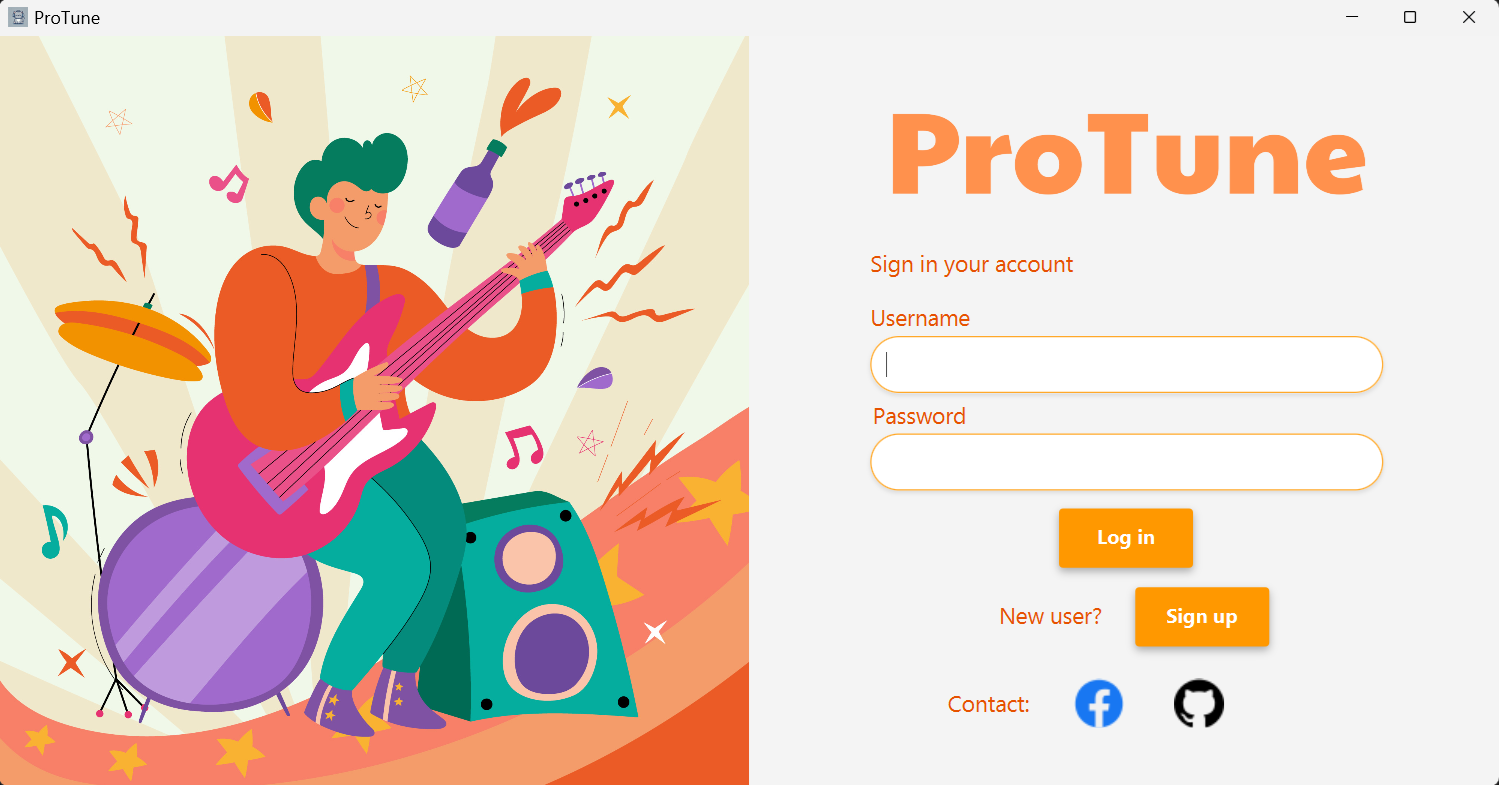 ProTune
ProTune
Sign in your account
Username
Password
Log in
New user?
Sign up
Contact: